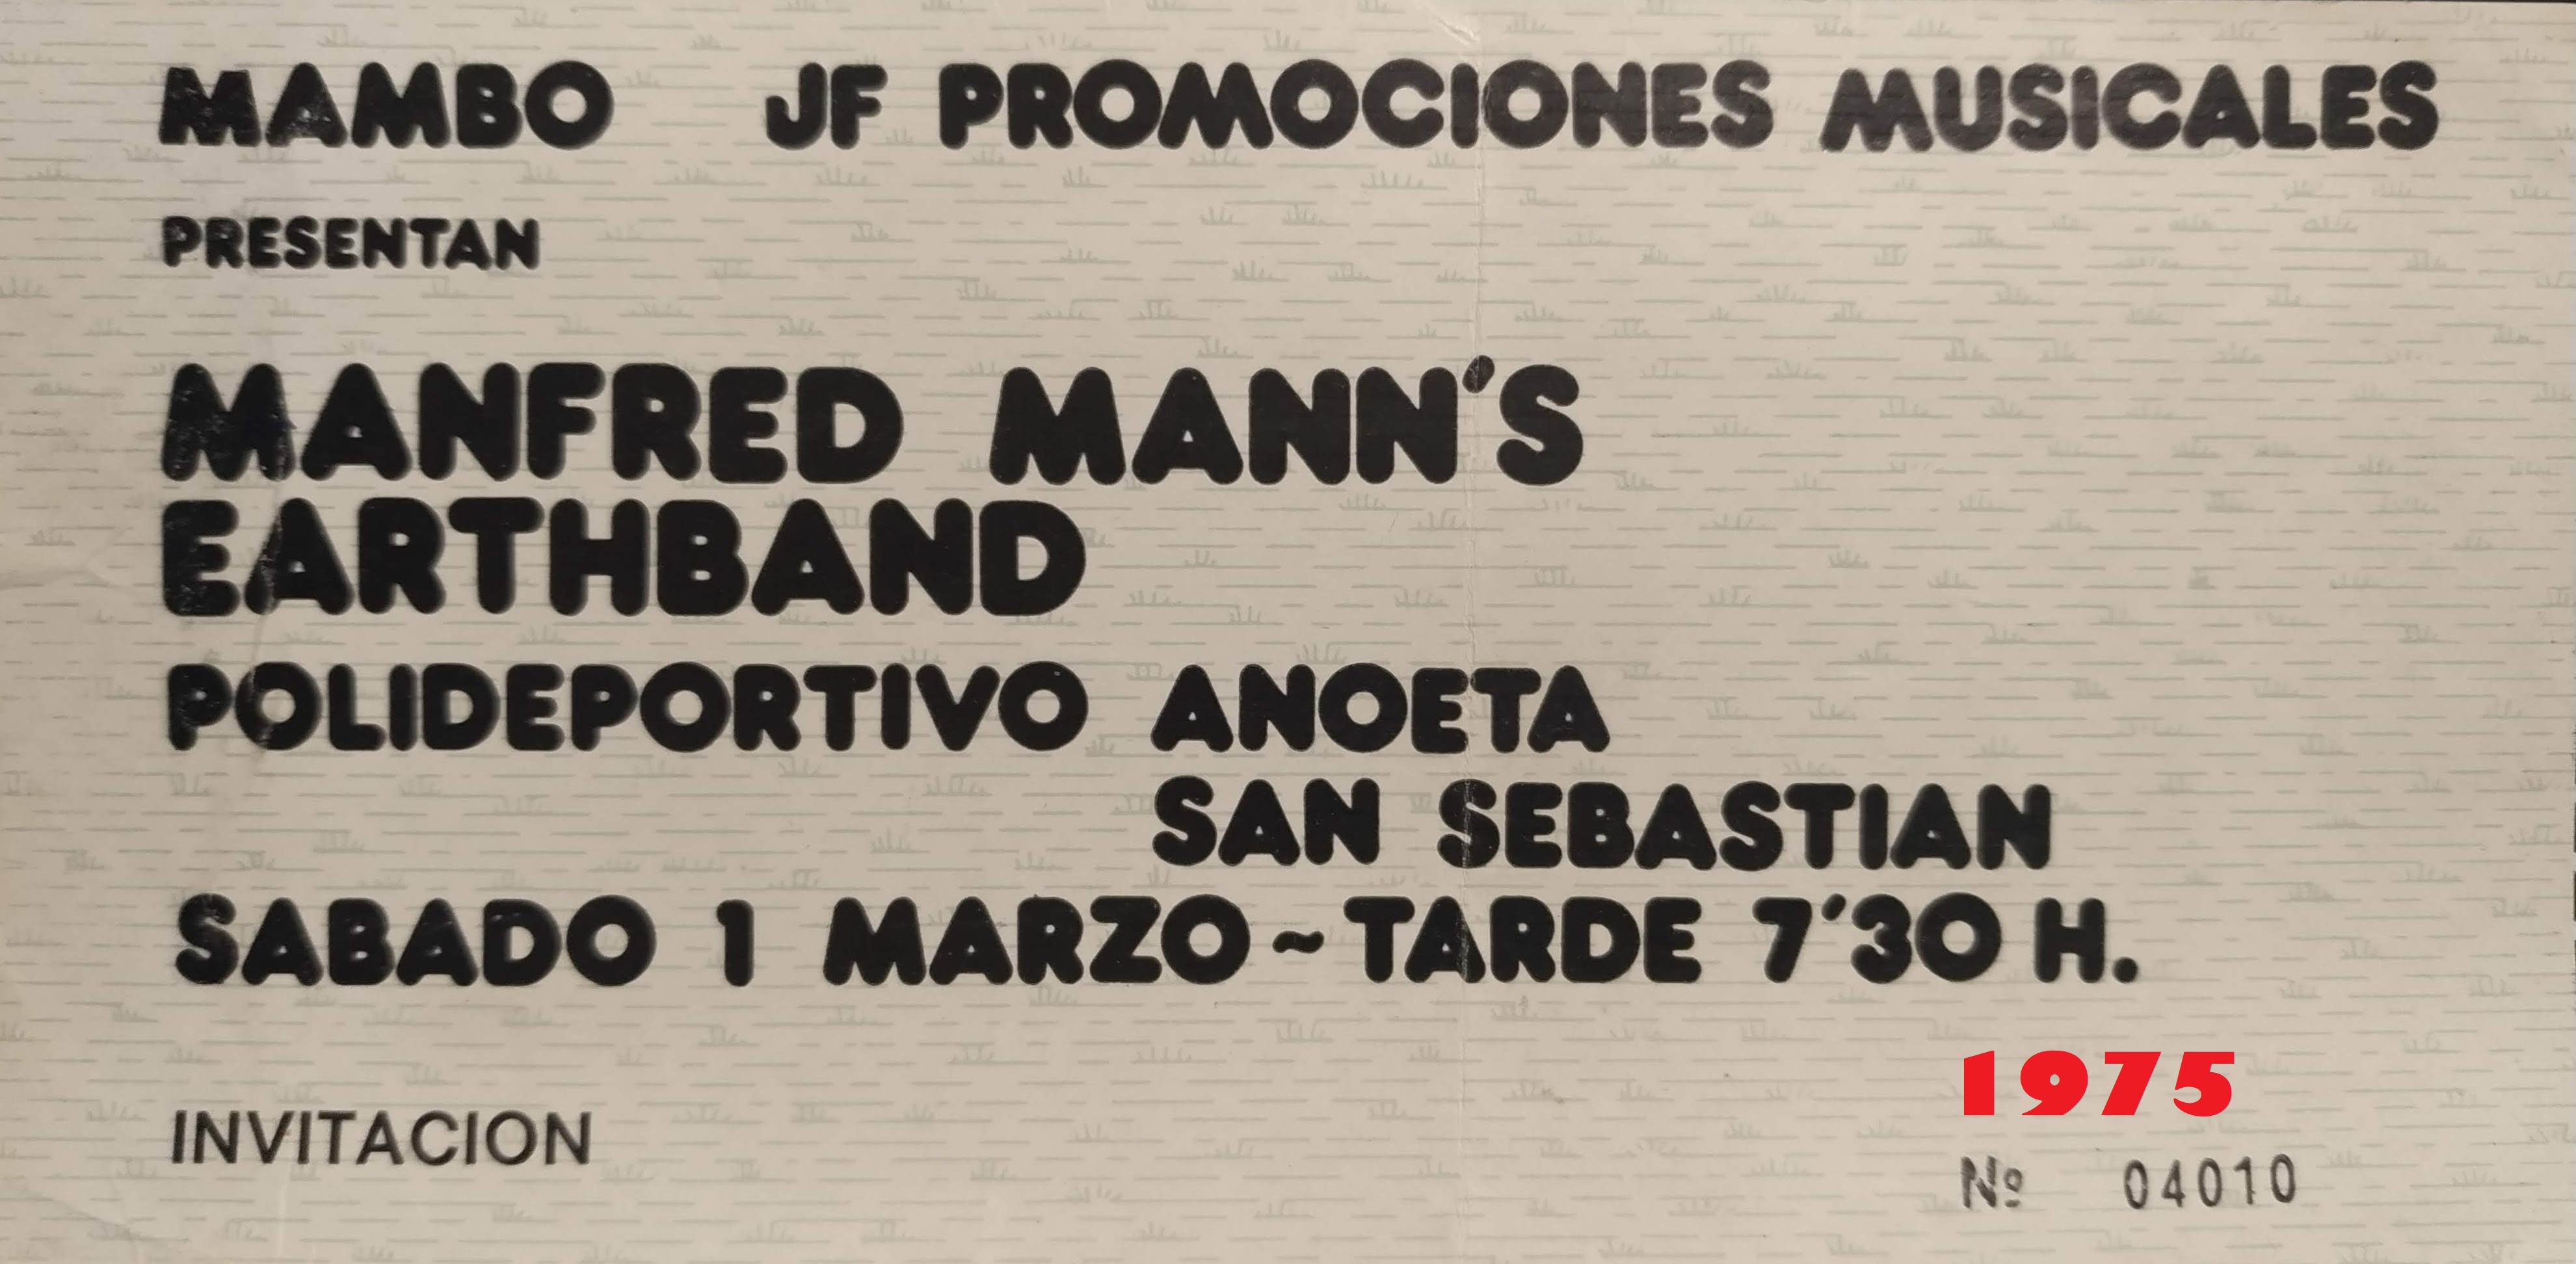 MAMBO JF PROMOCIONES MUSICALES
PRESENTAN
MANFRED MANN'S
EARTHBAND
POLIDEPORTIVO ANOETA
SAN SEBASTIAN
SABADO 1 MARZO ~ TARDE 7'30 H.
1975
INVITACION
Nº 04010